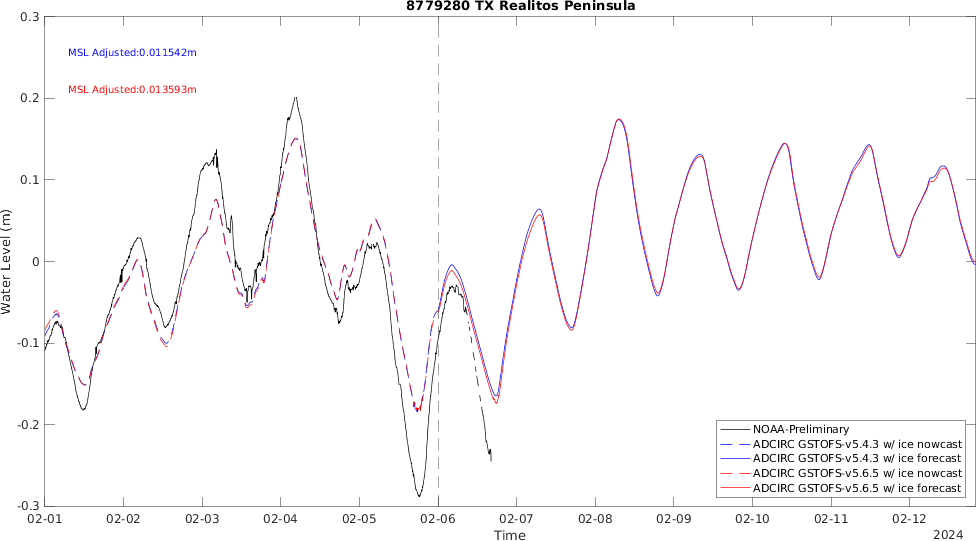 8779280 TX Realitos Peninsula
MSL Adjusted:0.011542m
MSL Adjusted:0.013593m
Water Level (m)
0.3
0.2
0.1
0
-0.1
-0.2
-0.3
NOAA-Preliminary
ADCIRC GSTOFS-v5.4.3 w/ ice nowcast
ADCIRC GSTOFS-v5.4.3 w/ ice forecast
ADCIRC GSTOFS-v5.6.5 w/ ice nowcast
ADCIRC GSTOFS-v5.6.5 w/ ice forecast
02-01 02-02 02-03 02-04 02-05 02-06 02-07 02-08 02-09 02-10 02-11 02-12
Time
2024